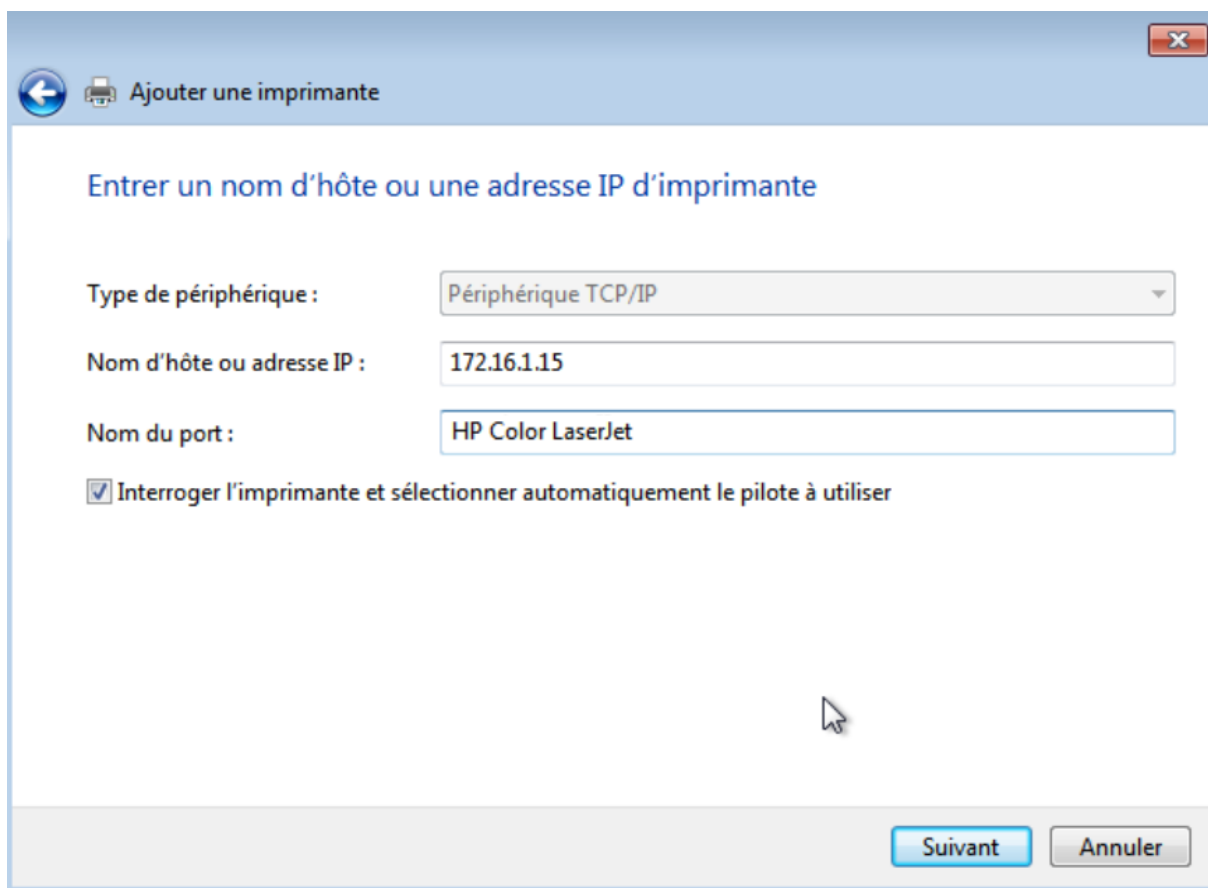 Ajouter une imprimante
Entrer un nom d’hôte ou une adresse IP d’imprimante
Type de périphérique : Périphérique TCP/IP
Nom d’hôte ou adresse IP : 172.16.1.15
Nom du port : HP Color LaserJet
Interroger l’imprimante et sélectionner automatiquement le pilote à utiliser
Suivant Annuler